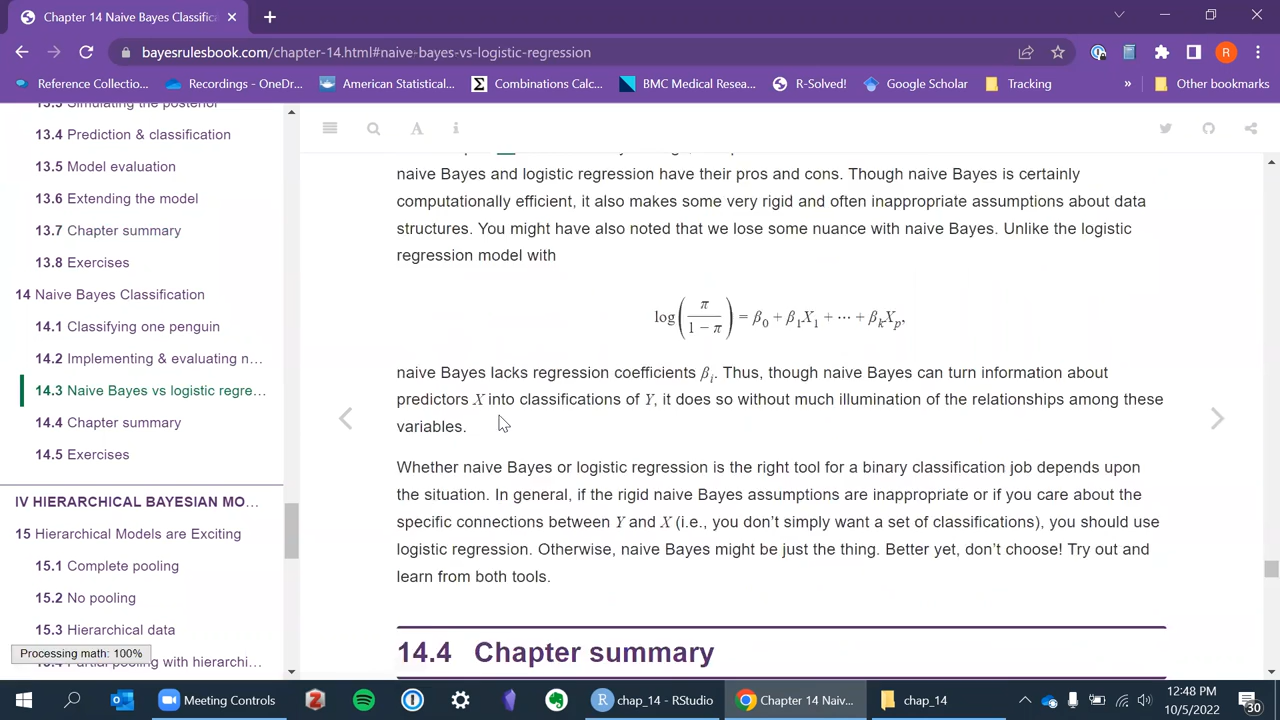 Chapter 14 Naive Bayes Classific
bayesrulesbook.com/chapter-14.html#naive-bayes-vs-logistic-regression
R
Reference Collectio...
Recordings - OneDr...
American Statistical...
Σ Combinations Calc...
BMC Medical Resea...
R-Solved!
Google Scholar
Tracking
»
Other bookmarks
13.3 Simulating the posterior
13.4 Prediction & classification
13.5 Model evaluation
13.6 Extending the model
13.7 Chapter summary
13.8 Exercises
14 Naive Bayes Classification
14.1 Classifying one penguin
14.2 Implementing & evaluating n...
14.3 Naive Bayes vs logistic regre...
14.4 Chapter summary
14.5 Exercises
IV HIERARCHICAL BAYESIAN MO...
15 Hierarchical Models are Exciting
15.1 Complete pooling
15.2 No pooling
15.3 Hierarchical data
15.4 Partial pooling with hierarchi...
Processing math: 100%
naive Bayes and logistic regression have their pros and cons. Though naive Bayes is certainly
computationally efficient, it also makes some very rigid and often inappropriate assumptions about data
structures. You might have also noted that we lose some nuance with naive Bayes. Unlike the logistic
regression model with
log(π/(1 − π)) = β₀ + β₁X₁ + ⋯ + βₖXₚ,
naive Bayes lacks regression coefficients βᵢ. Thus, though naive Bayes can turn information about
predictors X into classifications of Y, it does so without much illumination of the relationships among these
variables.
Whether naive Bayes or logistic regression is the right tool for a binary classification job depends upon
the situation. In general, if the rigid naive Bayes assumptions are inappropriate or if you care about the
specific connections between Y and X (i.e., you don't simply want a set of classifications), you should use
logistic regression. Otherwise, naive Bayes might be just the thing. Better yet, don't choose! Try out and
learn from both tools.
14.4 Chapter summary
Meeting Controls
chap_14 - RStudio
Chapter 14 Naiv...
chap_14
12:48 PM
10/5/2022
30